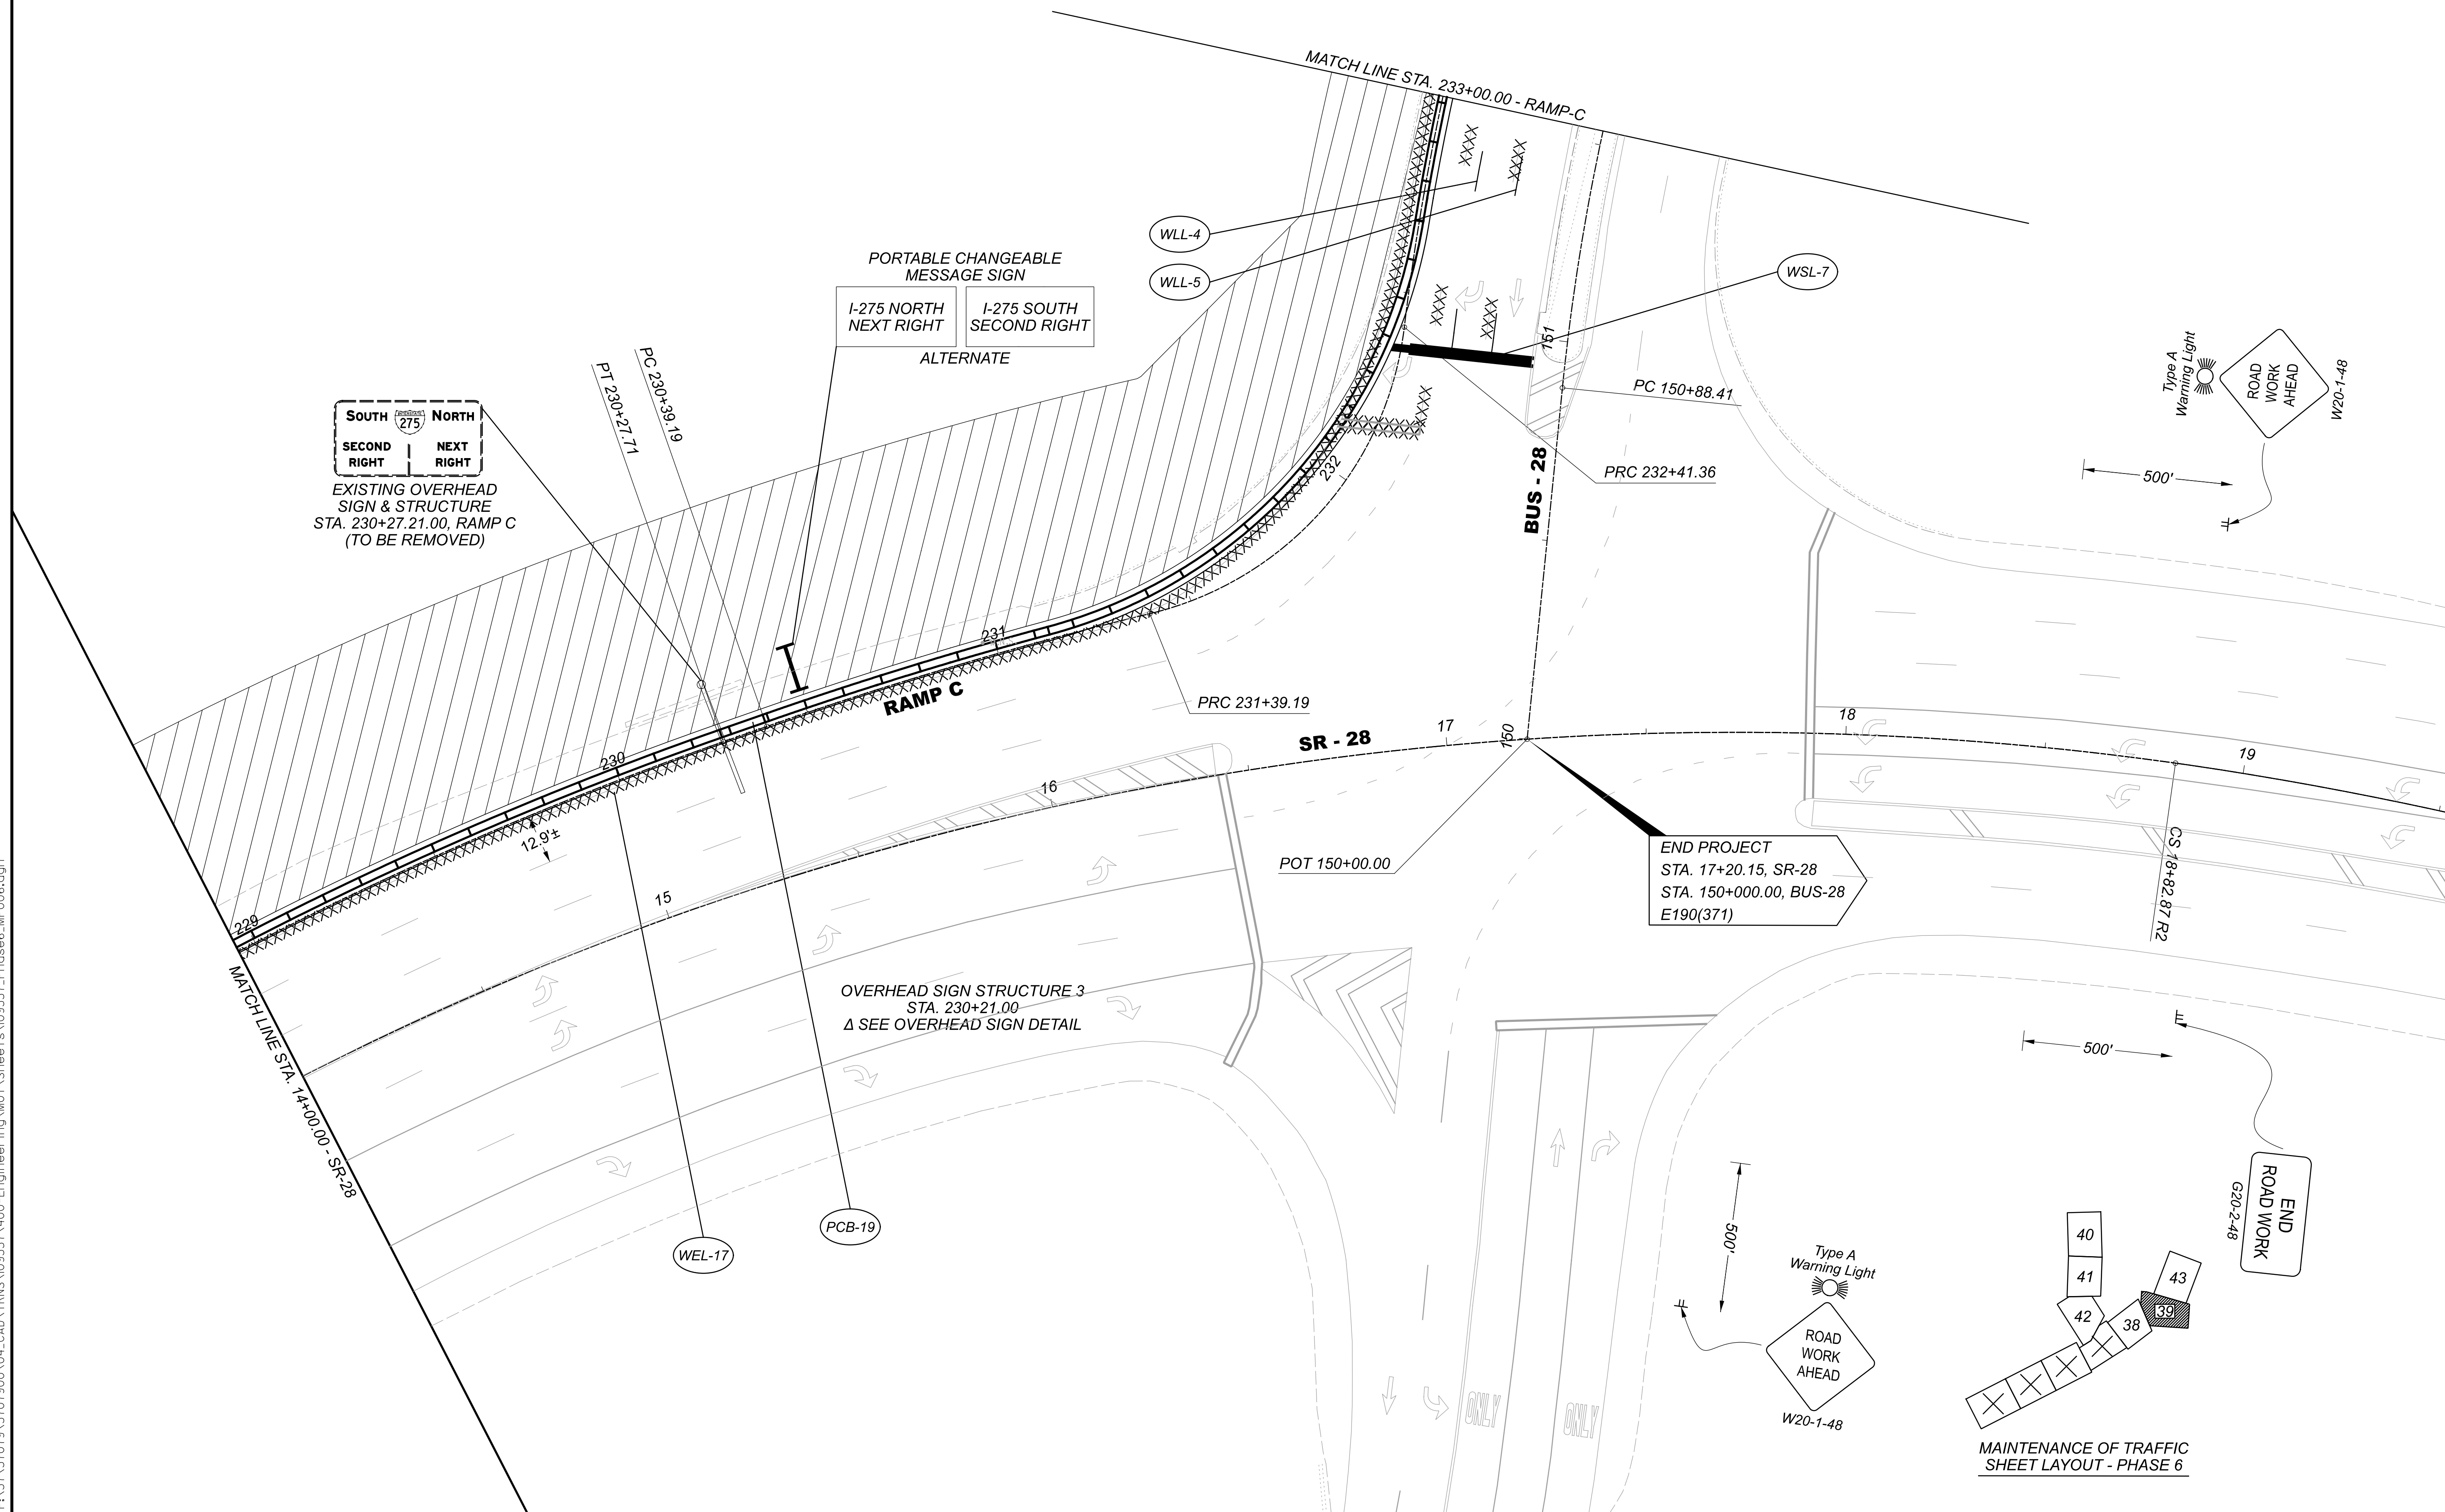 MATCH LINE STA. 233+00.00 - RAMP-C
WLL-4
WLL-5
WSL-7
PORTABLE CHANGEABLE
MESSAGE SIGN
I-275 NORTH
NEXT RIGHT
I-275 SOUTH
SECOND RIGHT
ALTERNATE
PT 230+27.71
PC 230+39.19
SOUTH 275 NORTH
SECOND
RIGHT
NEXT
RIGHT
EXISTING OVERHEAD
SIGN & STRUCTURE
STA. 230+27.21.00, RAMP C
(TO BE REMOVED)
151
PC 150+88.41
PRC 232+41.36
BUS - 28
232
Type A
Warning Light
ROAD
WORK
AHEAD
W20-1-48
500'
231
RAMP C
PRC 231+39.19
230
229
12.9'±
SR - 28
15
16
17
18
19
150
POT 150+00.00
END PROJECT
STA. 17+20.15, SR-28
STA. 150+000.00, BUS-28
E190(371)
CS 18+82.87 R2
MATCH LINE STA. 14+00.00 - SR-28
OVERHEAD SIGN STRUCTURE 3
STA. 230+21.00
Δ SEE OVERHEAD SIGN DETAIL
PCB-19
WEL-17
500'
END
ROAD WORK
G20-2-48
500'
Type A
Warning Light
ROAD
WORK
AHEAD
W20-1-48
ONLY
ONLY
40
41
42
43
38
39
MAINTENANCE OF TRAFFIC
SHEET LAYOUT - PHASE 6